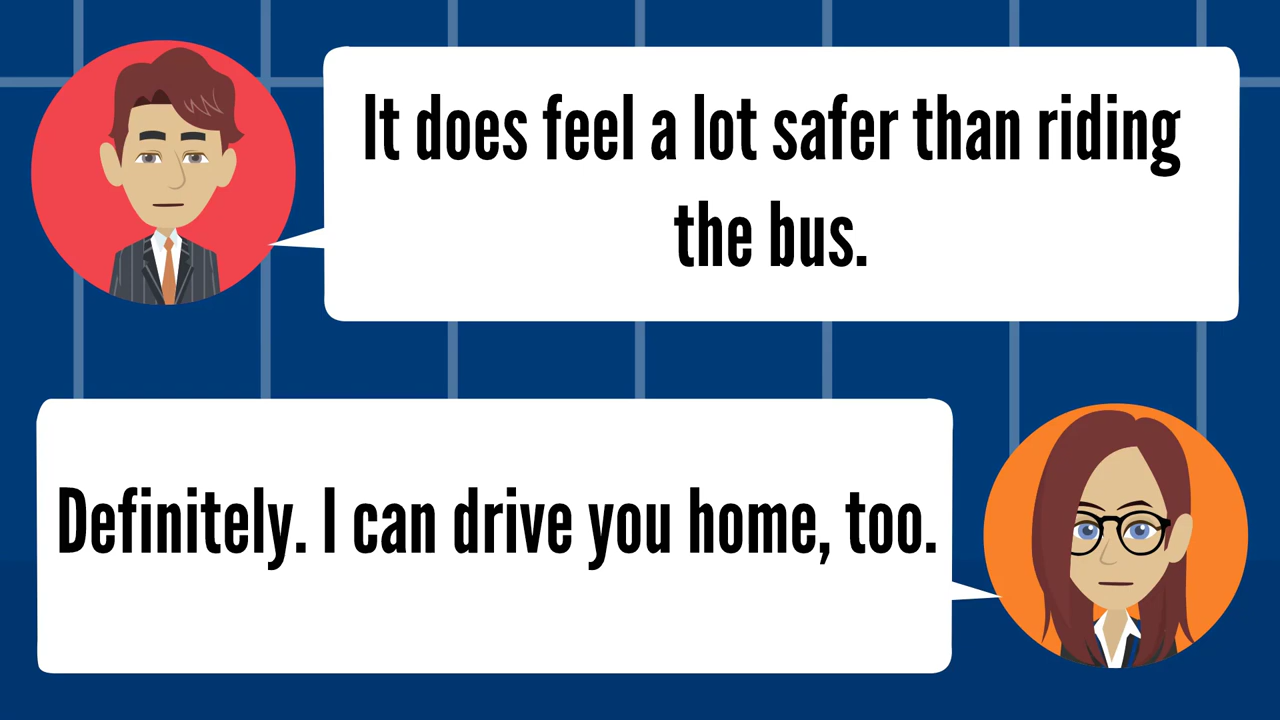 It does feel a lot safer than riding
the bus.
Definitely. I can drive you home, too.